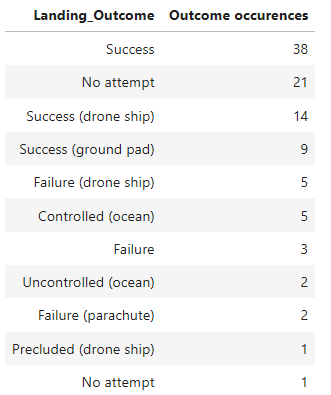 Landing_Outcome Outcome occurences
Success 38
No attempt 21
Success (drone ship) 14
Success (ground pad) 9
Failure (drone ship) 5
Controlled (ocean) 5
Failure 3
Uncontrolled (ocean) 2
Failure (parachute) 2
Precluded (drone ship) 1
No attempt 1